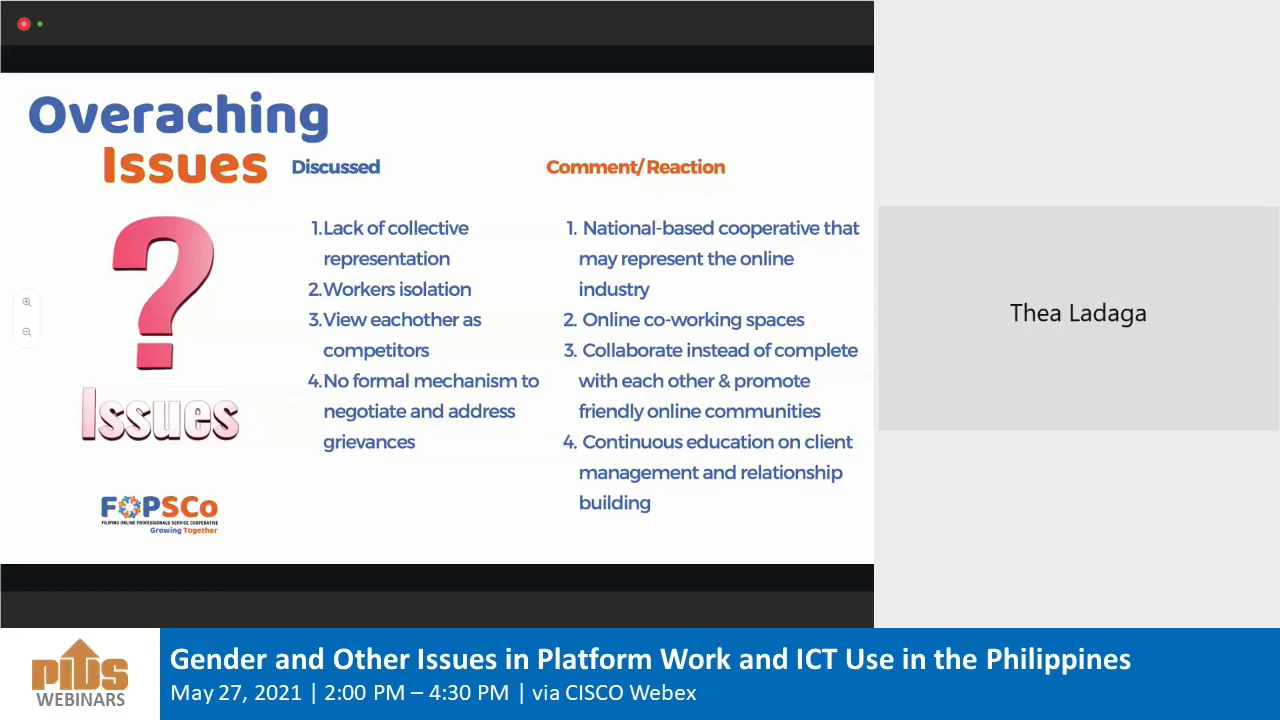 Overaching
Issues
Discussed
1.Lack of collective
representation
2.Workers isolation
3.View eachother as
competitors
4.No formal mechanism to
negotiate and address
grievances
Comment/ Reaction
1. National-based cooperative that
may represent the online
industry
2. Online co-working spaces
3. Collaborate instead of complete
with each other & promote
friendly online communities
4. Continuous education on client
management and relationship
building
Issues
FOPSCo
FILIPINO ONLINE PROFESSIONALS SERVICE COOPERATIVE
Growing Together
Thea Ladaga
PIDS
WEBINARS
Gender and Other Issues in Platform Work and ICT Use in the Philippines
May 27, 2021 | 2:00 PM – 4:30 PM | via CISCO Webex